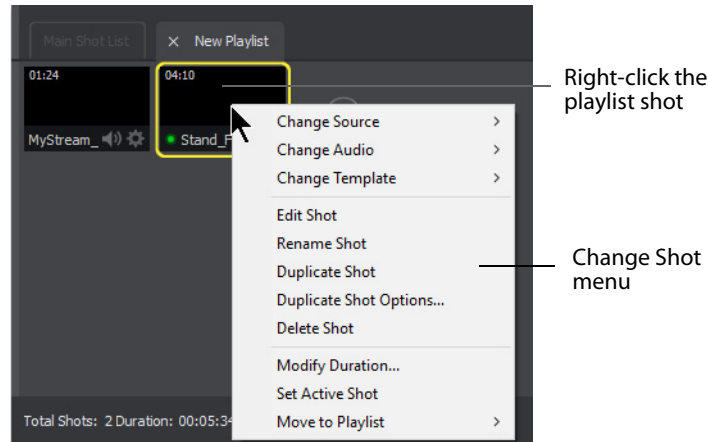 Main Shot List
New Playlist
01:24
04:10
MyStream_
Stand_F
Change Source
Change Audio
Change Template
Edit Shot
Rename Shot
Duplicate Shot
Duplicate Shot Options...
Delete Shot
Modify Duration...
Set Active Shot
Move to Playlist
Total Shots: 2 Duration: 00:05:34
Right-click the
playlist shot
Change Shot
menu